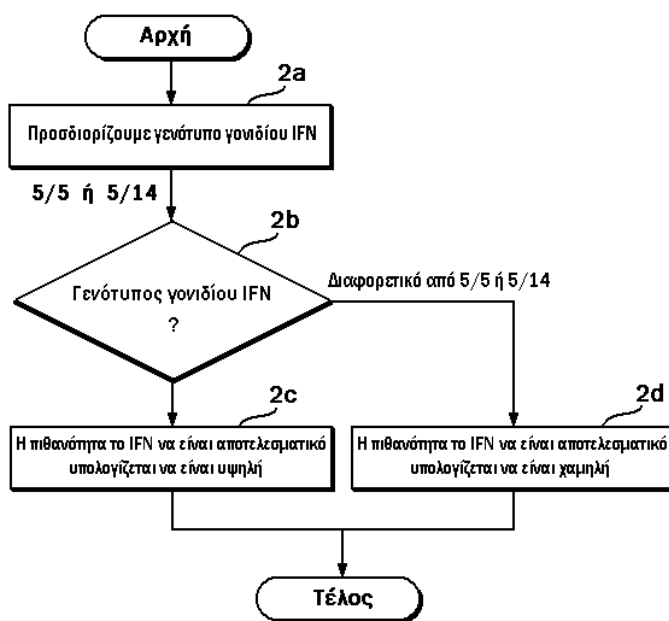 Αρχή
2a
Προσδιορίζουμε γενότυπο γονιδίου IFN
5/5 ή 5/14
2b
Γενότυπος γονιδίου IFN
?
Διαφορετικό από 5/5 ή 5/14
2c
Η πιθανότητα το IFN να είναι αποτελεσματικό
υπολογίζεται να είναι υψηλή
2d
Η πιθανότητα το IFN να είναι αποτελεσματικό
υπολογίζεται να είναι χαμηλή
Τέλος